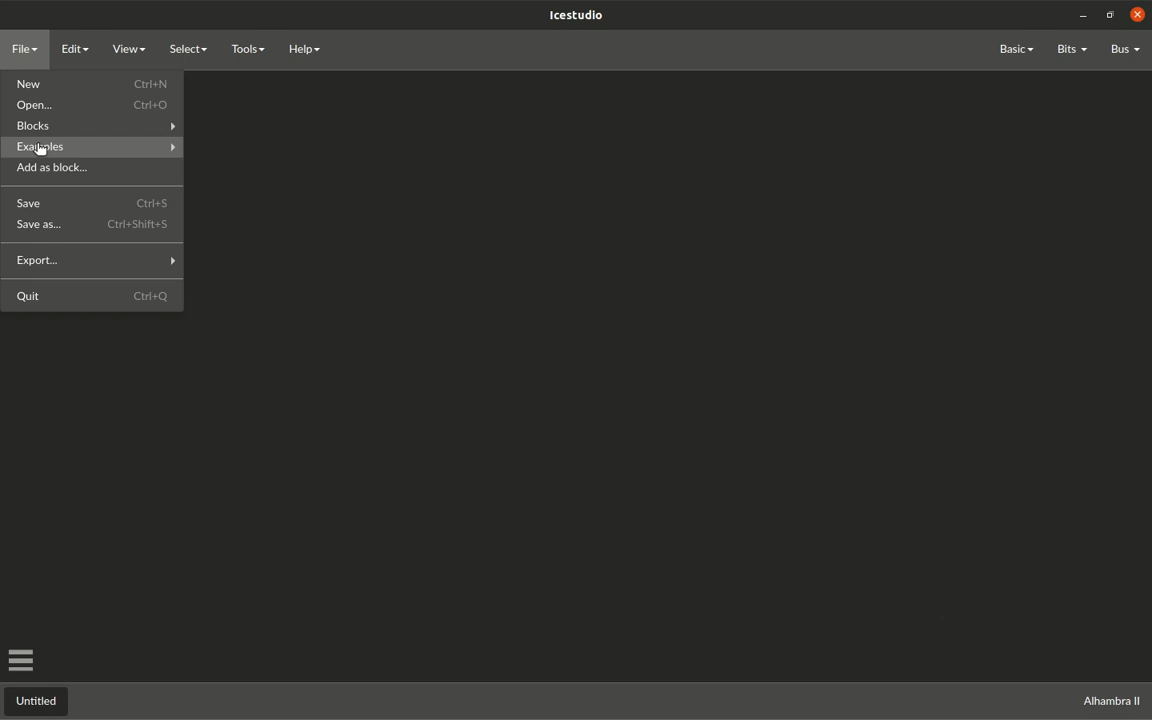 Icestudio
File Edit View Select Tools Help Basic Bits Bus
New Ctrl+N
Open... Ctrl+O
Blocks
Examples
Add as block...
Save Ctrl+S
Save as... Ctrl+Shift+S
Export...
Quit Ctrl+Q
Untitled Alhambra II